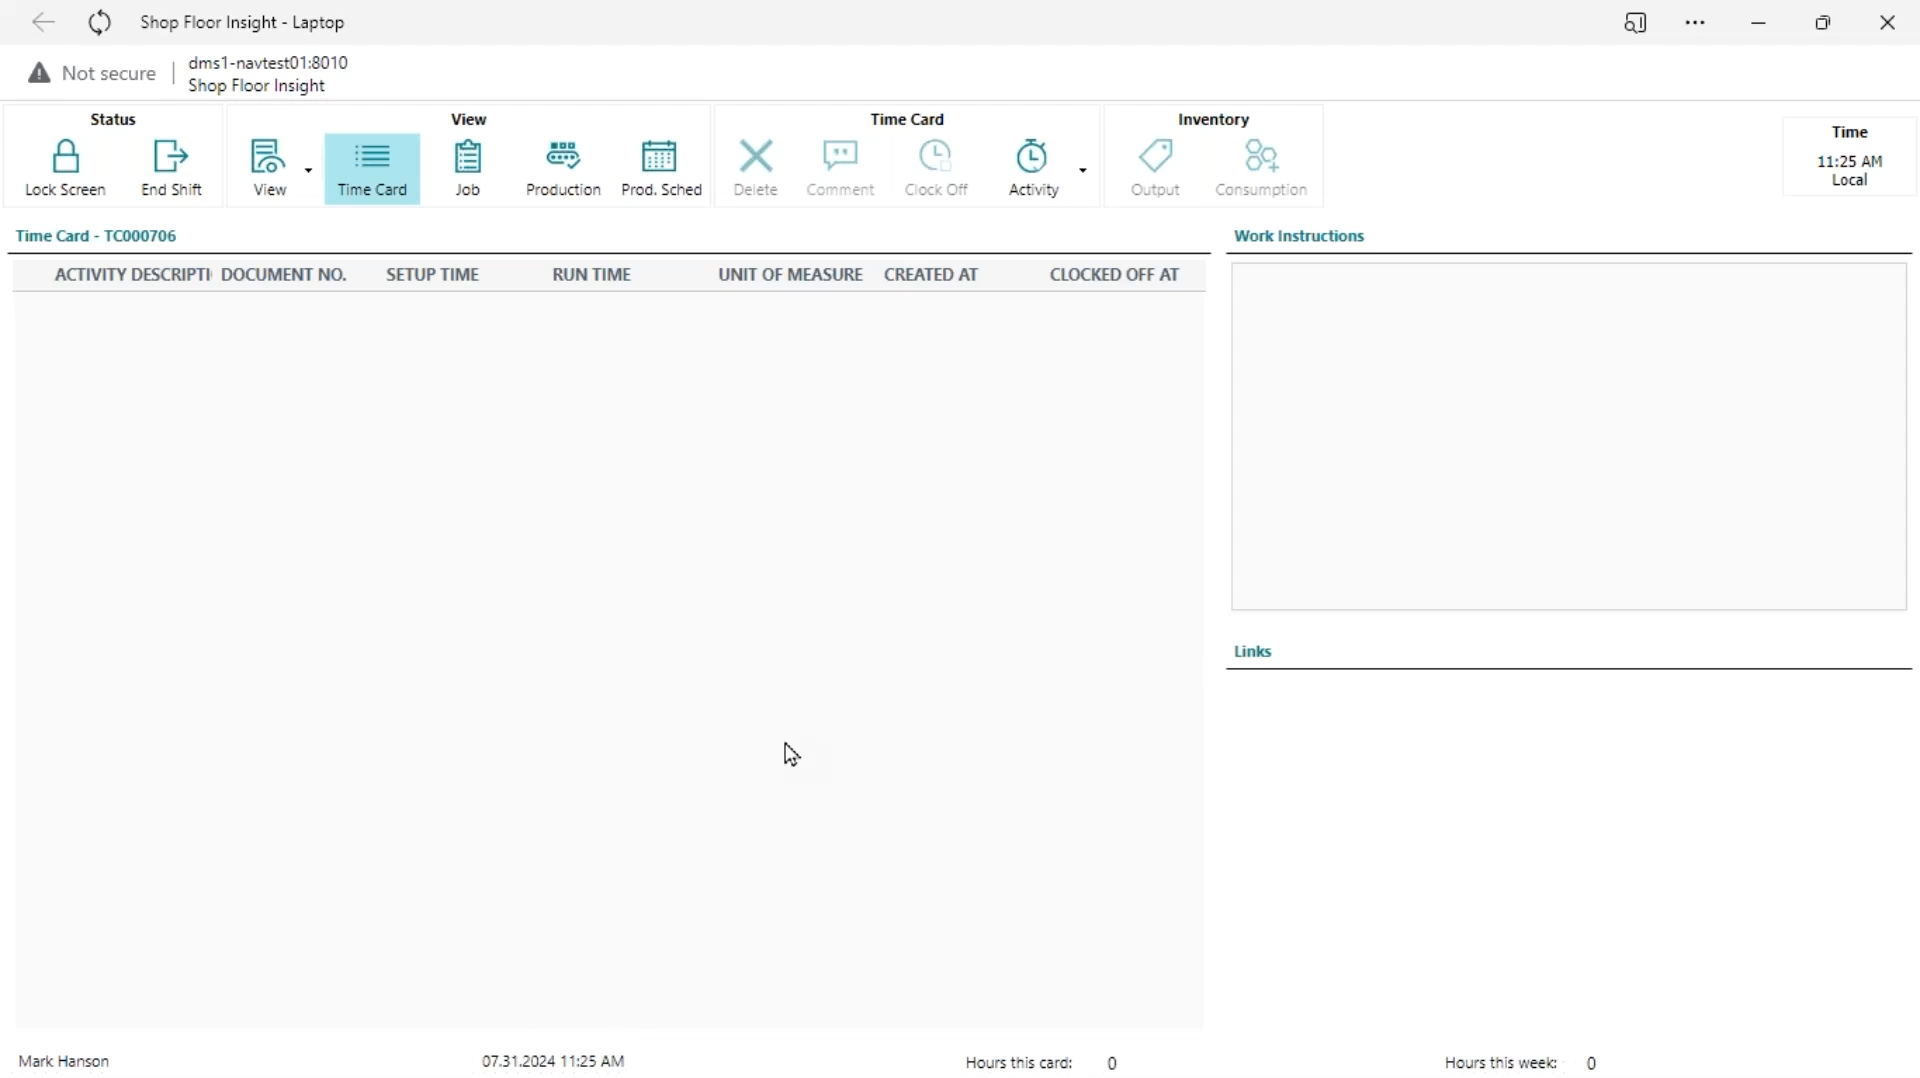 Shop Floor Insight - Laptop
Not secure
dms1-navtest01:8010
Shop Floor Insight
Status
View
Time Card
Inventory
Time
Lock Screen
End Shift
View
Time Card
Job
Production
Prod. Sched
Delete
Comment
Clock Off
Activity
Output
Consumption
11:25 AM
Local
Time Card - TC000706
Work Instructions
ACTIVITY DESCRIPTI DOCUMENT NO. SETUP TIME RUN TIME UNIT OF MEASURE CREATED AT CLOCKED OFF AT
Links
Mark Hanson 07.31.2024 11:25 AM Hours this card: 0 Hours this week: 0